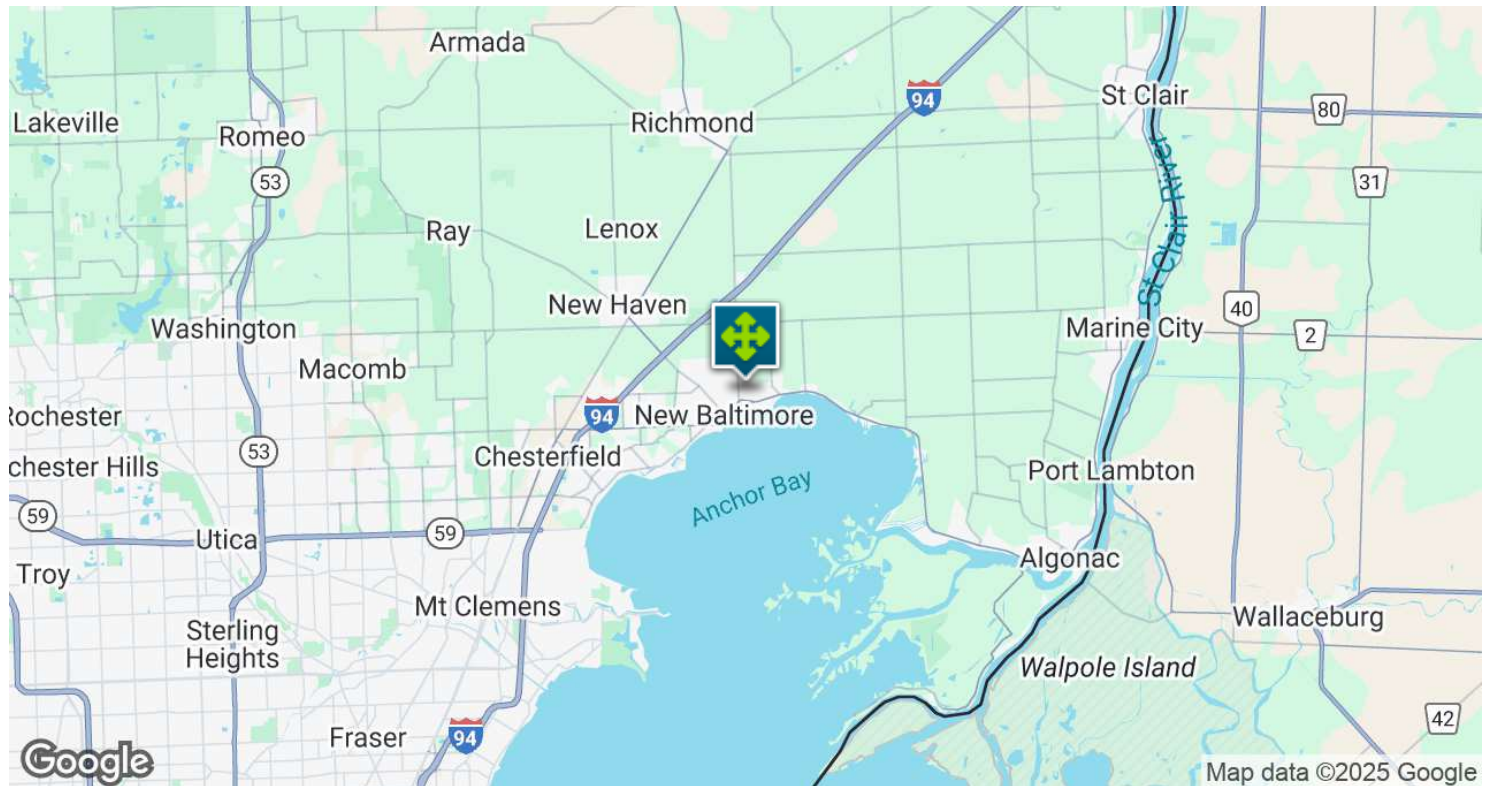 Armada
St Clair
94
80
Lakeville
Richmond
Romeo
53
31
St Clair River
Ray
Lenox
New Haven
40
Washington
Marine City
2
Macomb
Rochester
94
New Baltimore
53
chester Hills
Chesterfield
Port Lambton
Anchor Bay
59
59
Utica
Algonac
Troy
Mt Clemens
Wallaceburg
Sterling
Heights
Walpole Island
42
Fraser
94
Google
Map data ©2025 Google